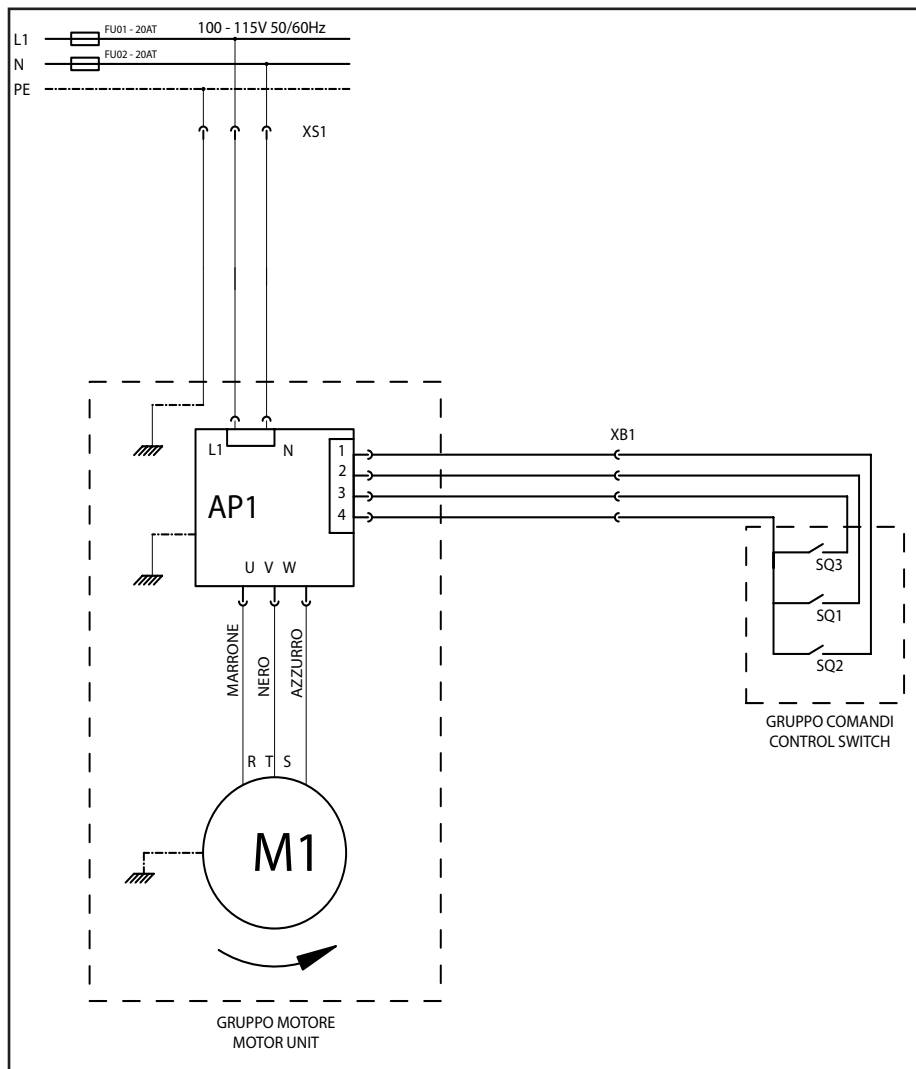 L1
FU01 - 20AT
100 - 115V 50/60Hz
N
FU02 - 20AT
PE
XS1
L1
N
1
2
3
4
XB1
AP1
U V W
MARRONE
NERO
AZZURRO
SQ3
SQ1
SQ2
GRUPPO COMANDI
CONTROL SWITCH
R T S
M1
GRUPPO MOTORE
MOTOR UNIT